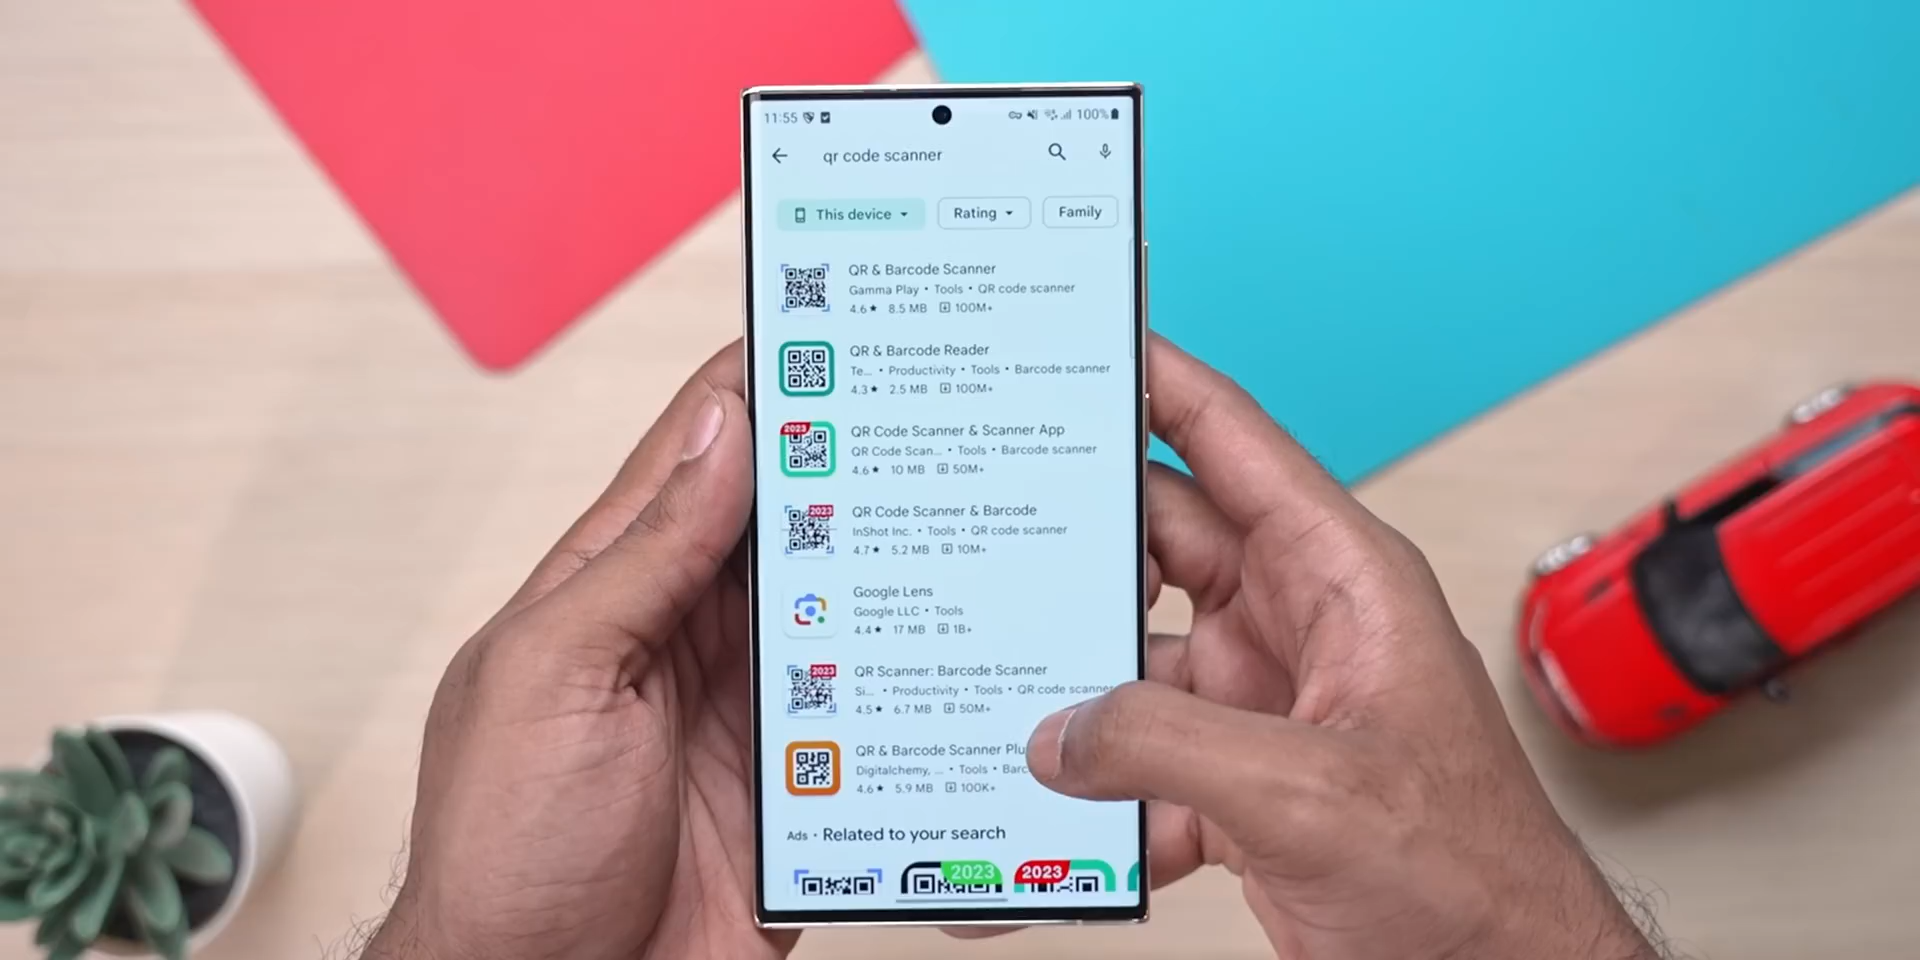 11:55 100%
qr code scanner
This device Rating Family
QR & Barcode Scanner
Gamma Play • Tools • QR code scanner
4.6★ 8.5 MB 100M+
QR & Barcode Reader
Te... • Productivity • Tools • Barcode scanner
4.3★ 2.5 MB 100M+
2023
QR Code Scanner & Scanner App
QR Code Scan... • Tools • Barcode scanner
4.6★ 10 MB 50M+
2023
QR Code Scanner & Barcode
InShot Inc. • Tools • QR code scanner
4.7★ 5.2 MB 10M+
Google Lens
Google LLC • Tools
4.4★ 17 MB 1B+
2023
QR Scanner: Barcode Scanner
Si... • Productivity • Tools • QR code scanner
4.5★ 6.7 MB 50M+
QR & Barcode Scanner Plu
Digitalchemy, ... • Tools • Barc
4.6★ 5.9 MB 100K+
Ads • Related to your search
2023 2023